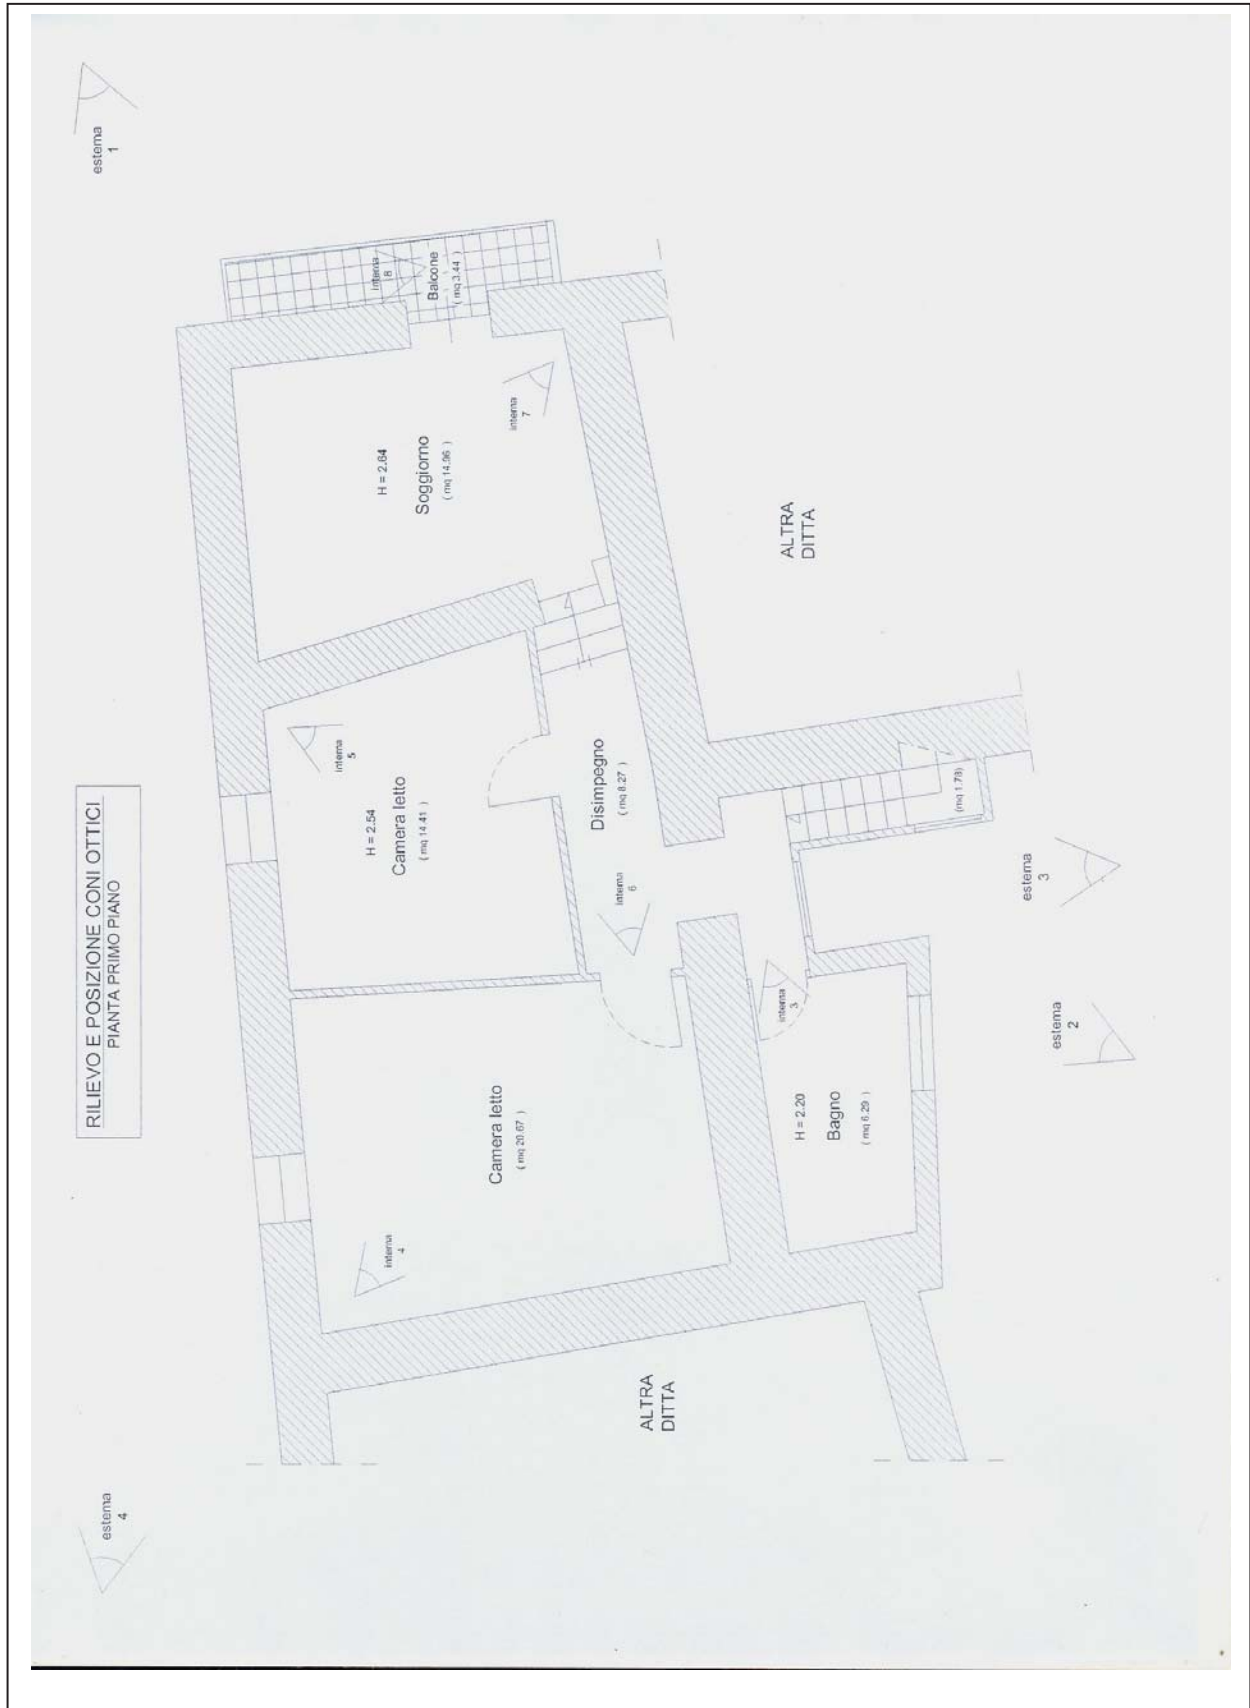 RILIEVO E POSIZIONE CONI OTTICI
PIANTA PRIMO PIANO
esterna
4
esterna
1
interna
4
Camera letto
( mq 20.67 )
H = 2.54
Camera letto
( mq 14.41 )
interna
5
H = 2.64
Soggiorno
( mq 14.96 )
interna
7
interna
8
Balcone
( mq 3.44 )
Disimpegno
( mq 8.27 )
interna
6
ALTRA
DITTA
ALTRA
DITTA
interna
3
H = 2.20
Bagno
( mq 6.29 )
(mq 1.78)
esterna
2
esterna
3